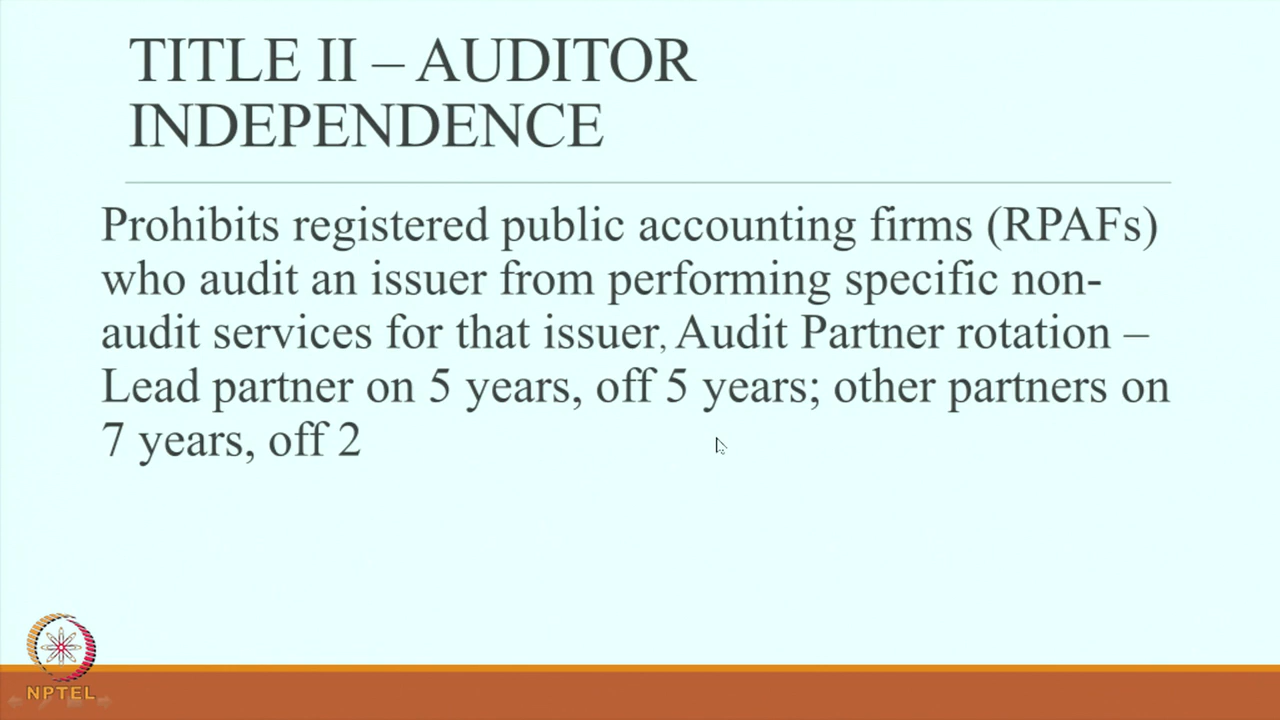 TITLE II – AUDITOR
INDEPENDENCE
Prohibits registered public accounting firms (RPAFs)
who audit an issuer from performing specific non-
audit services for that issuer, Audit Partner rotation –
Lead partner on 5 years, off 5 years; other partners on
7 years, off 2
NPTEL